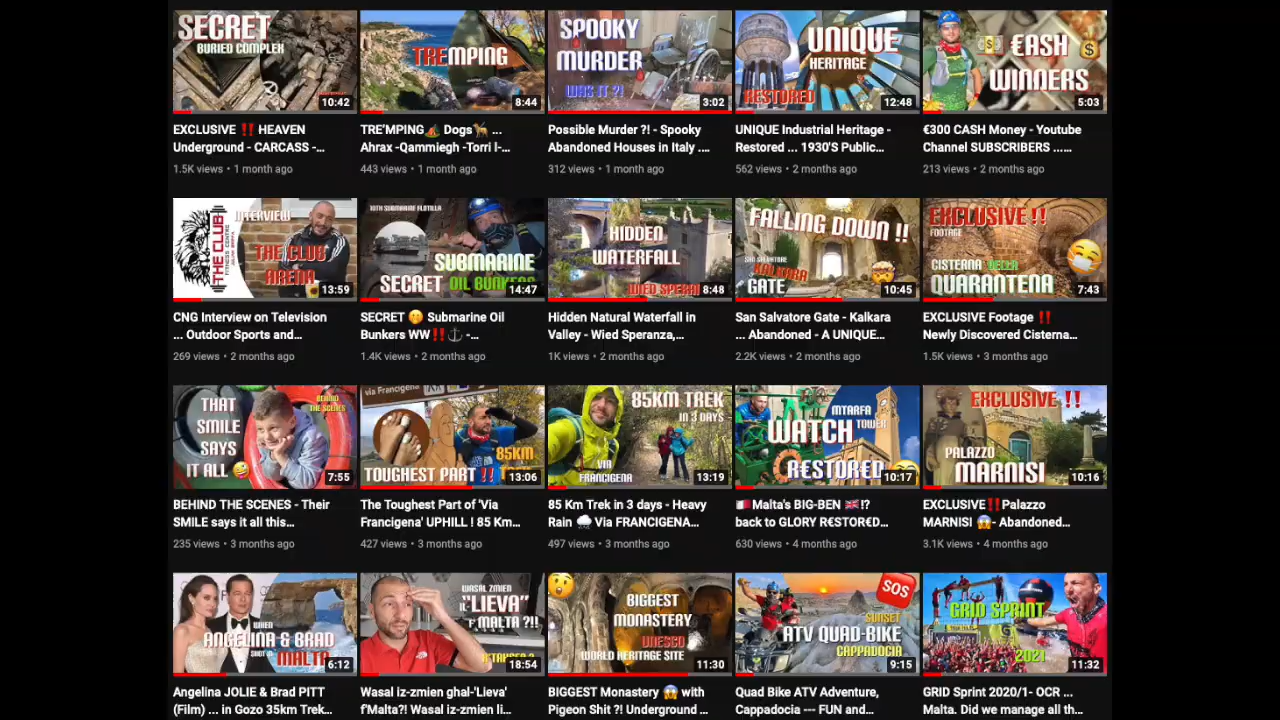 SECRET
BURIED COMPLEX
10:42
TREMPING
8:44
SPOOKY
MURDER
WAS IT ?!
3:02
UNIQUE
HERITAGE
RESTORED
12:48
€ASH
WINNERS
5:03
EXCLUSIVE ‼️ HEAVEN
Underground - CARCASS -...
1.5K views • 1 month ago
TRE'MPING🏕️ Dogs🐕 ...
Ahrax -Qammiegh -Torri l-...
443 views • 1 month ago
Possible Murder ?! - Spooky
Abandoned Houses in Italy ....
312 views • 1 month ago
UNIQUE Industrial Heritage -
Restored ... 1930'S Public...
562 views • 2 months ago
€300 CASH Money - Youtube
Channel SUBSCRIBERS ......
213 views • 2 months ago
THE CLUB
FITNESS CENTRE
INTERVIEW
THE CLUB
ARENA
13:59
10TH SUBMARINE FLOTILLA
SUBMARINE
SECRET OIL BUNKERS
14:47
HIDDEN
WATERFALL
WIED SPERAN
8:48
FALLING DOWN !!
SAN SALVATORE
KALKARA
GATE
10:45
EXCLUSIVE !!
FOOTAGE
CISTERNA DELLA
QUARANTENA
7:43
CNG Interview on Television
... Outdoor Sports and...
269 views • 2 months ago
SECRET 🤭 Submarine Oil
Bunkers WW‼️⚓ -...
1.4K views • 2 months ago
Hidden Natural Waterfall in
Valley - Wied Speranza,...
1K views • 2 months ago
San Salvatore Gate - Kalkara
... Abandoned - A UNIQUE...
2.2K views • 2 months ago
EXCLUSIVE Footage ‼️
Newly Discovered Cisterna...
1.5K views • 3 months ago
THAT
SMILE
SAYS
IT ALL
BEHIND
THE SCENES
7:55
via Francigena
85KM
TOUGHEST PART !!
13:06
85KM TREK
IN 3 DAYS
VIA
FRANCIGENA
13:19
MTARFA
WATCH TOWER
R€STOR€D
10:17
EXCLUSIVE !!
PALAZZO
MARNISI
10:16
BEHIND THE SCENES - Their
SMILE says it all this...
235 views • 3 months ago
The Toughest Part of 'Via
Francigena' UPHILL ! 85 Km...
427 views • 3 months ago
85 Km Trek in 3 days - Heavy
Rain 🌧️ Via FRANCIGENA...
497 views • 3 months ago
🇲🇹Malta's BIG-BEN 🇬🇧!?
back to GLORY R€STOR€D...
630 views • 4 months ago
EXCLUSIVE‼️Palazzo
MARNISI 😱- Abandoned...
3.1K views • 4 months ago
WHEN
ANGELINA & BRAD
SHOT IN MALTA
6:12
WASAL ZMIEN
IL-"LIEVA"
F'MALTA ?!!
18:54
BIGGEST
MONASTERY
UNESCO
WORLD HERITAGE SITE
11:30
SOS
SUNSET
ATV QUAD-BIKE
CAPPADOCIA
9:15
GRID SPRINT
2021
11:32
Angelina JOLIE & Brad PITT
(Film) ... in Gozo 35km Trek...
Wasal iz-zmien ghal-'Lieva'
f'Malta?! Wasal iz-zmien li...
BIGGEST Monastery 😱 with
Pigeon Shit ?! Underground ...
Quad Bike ATV Adventure,
Cappadocia --- FUN and...
GRID Sprint 2020/1- OCR ...
Malta. Did we manage all th...